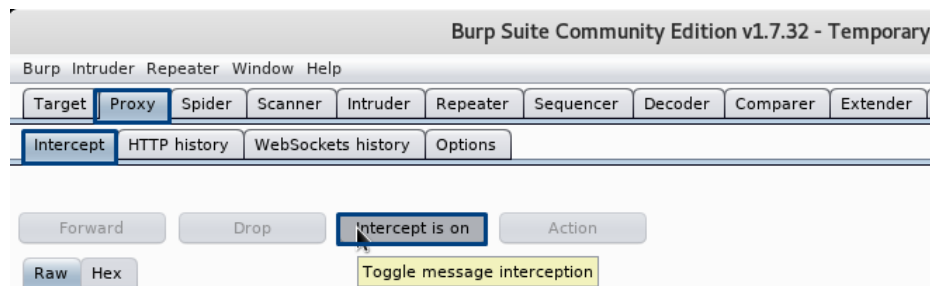 Burp Suite Community Edition v1.7.32 - Temporary
Burp Intruder Repeater Window Help
Target Proxy Spider Scanner Intruder Repeater Sequencer Decoder Comparer Extender
Intercept HTTP history WebSockets history Options
Forward Drop Intercept is on Action
Raw Hex Toggle message interception